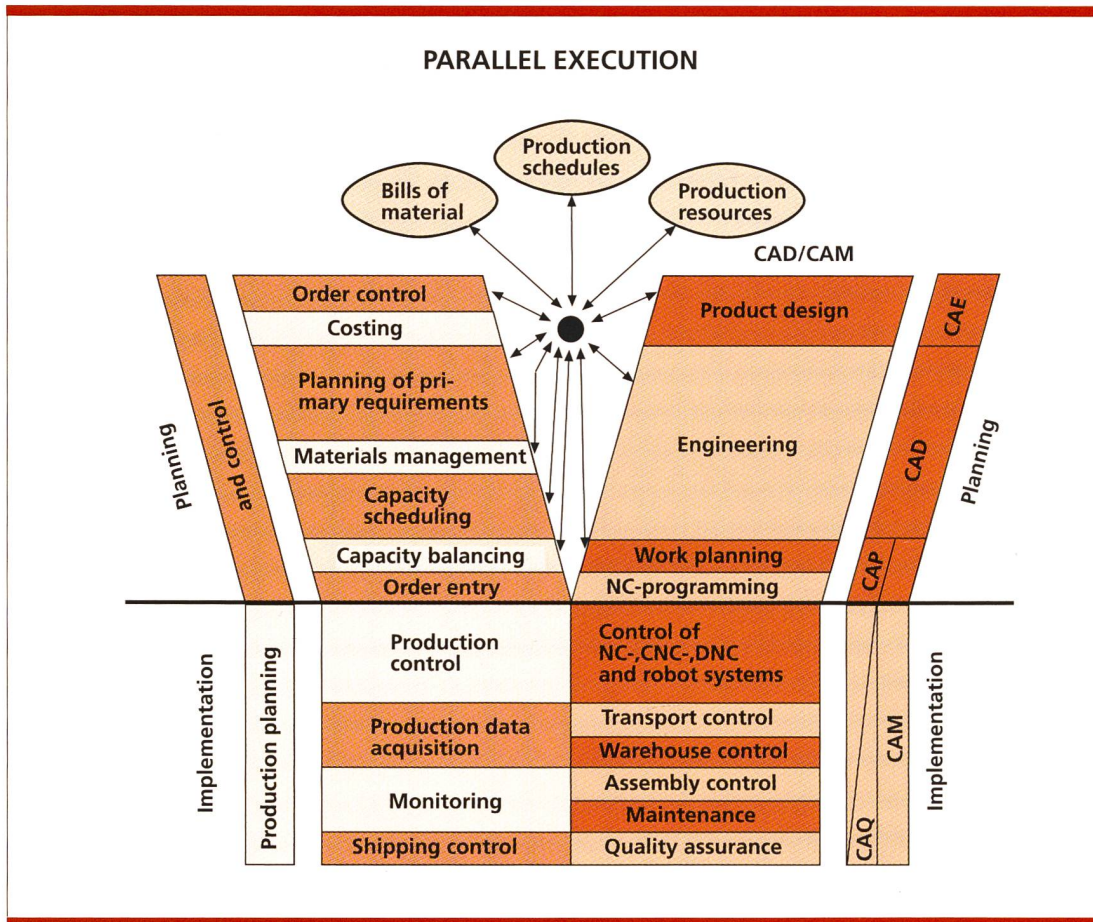 PARALLEL EXECUTION
Production
schedules
Bills of
material
Production
resources
CAD/CAM
Planning
and control
Order control
Costing
Planning of pri-
mary requirements
Materials management
Capacity
scheduling
Capacity balancing
Order entry
Product design
Engineering
Work planning
NC-programming
CAE
CAD
CAP
Planning
Implementation
Production planning
Production
control
Production data
acquisition
Monitoring
Shipping control
Control of
NC-,CNC-,DNC
and robot systems
Transport control
Warehouse control
Assembly control
Maintenance
Quality assurance
CAQ
CAM
Implementation